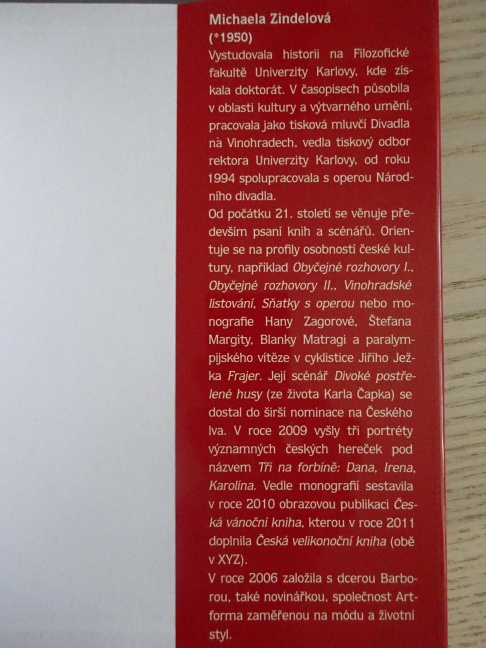 Michaela Zindelová
(*1950)
Vystudovala historii na Filozofické
fakultě Univerzity Karlovy, kde zís-
kala doktorát. V časopisech působila
v oblasti kultury a výtvarného umění,
pracovala jako tisková mluvčí Divadla
na Vinohradech, vedla tiskový odbor
rektora Univerzity Karlovy, od roku
1994 spolupracovala s operou Národ-
ního divadla.
Od počátku 21. století se věnuje pře-
devším psaní knih a scénářů. Orien-
tuje se na profily osobností české kul-
tury, například Obyčejné rozhovory I.,
Obyčejné rozhovory II., Vinohradské
listování, Sňatky s operou nebo mo-
nografie Hany Zagorové, Štefana
Margity, Blanky Matragi a paralym-
pijského vítěze v cyklistice Jiřího Jež-
ka Frajer. Její scénář Divoké postře-
lené husy (ze života Karla Čapka) se
dostal do širší nominace na Českého
lva. V roce 2009 vyšly tři portréty
významných českých hereček pod
názvem Tři na forbíně: Dana, Irena,
Karolína. Vedle monografií sestavila
v roce 2010 obrazovou publikaci Čes-
ká vánoční kniha, kterou v roce 2011
doplnila Česká velikonoční kniha (obě
v XYZ).
V roce 2006 založila s dcerou Barbo-
rou, také novinářkou, společnost Art-
forma zaměřenou na módu a životní
styl.